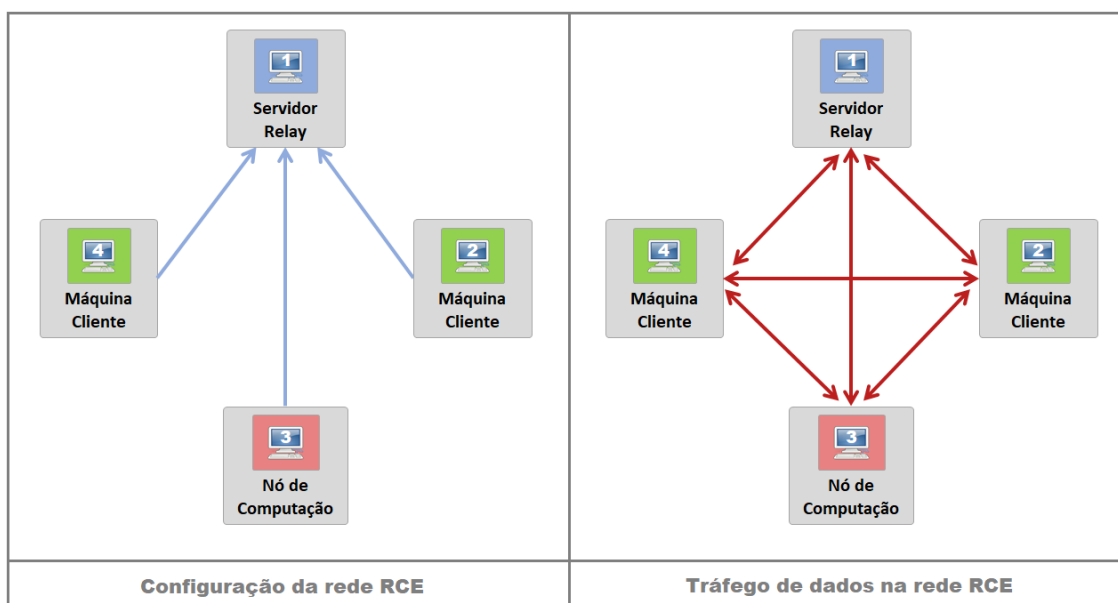 1
Servidor
Relay
4
Máquina
Cliente
2
Máquina
Cliente
3
Nó de
Computação
Configuração da rede RCE
1
Servidor
Relay
4
Máquina
Cliente
2
Máquina
Cliente
3
Nó de
Computação
Tráfego de dados na rede RCE